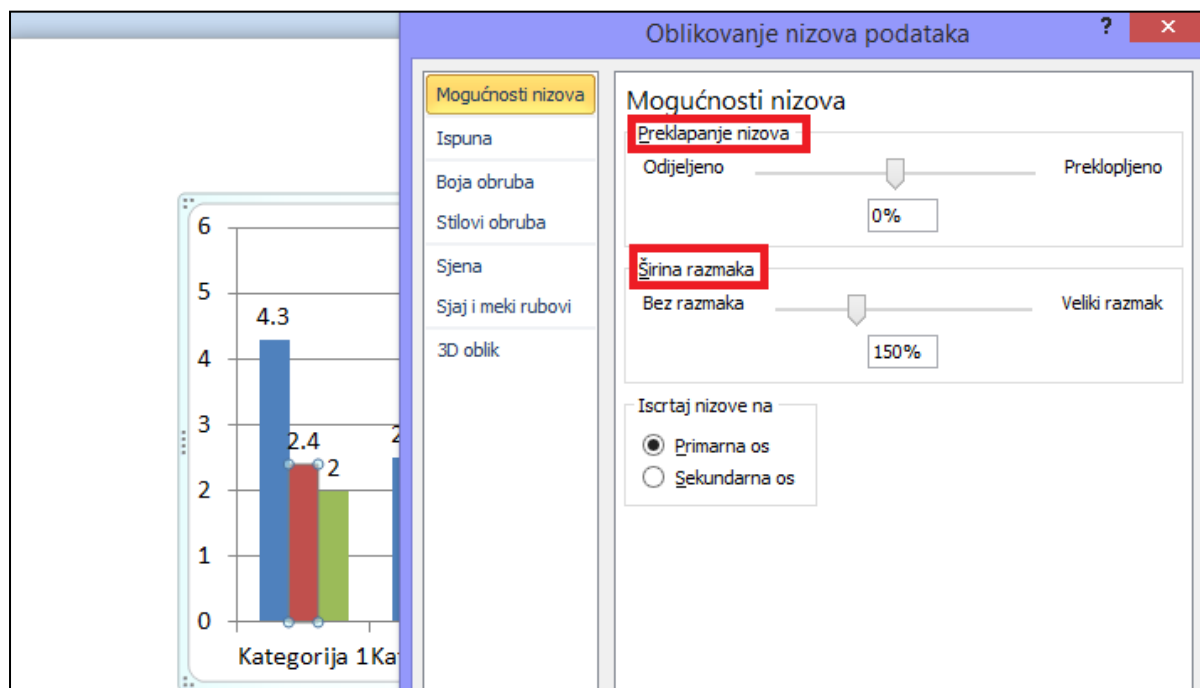 Oblikovanje nizova podataka
?
Mogućnosti nizova
Ispuna
Boja obruba
Stilovi obruba
Sjena
Sjaj i meki rubovi
3D oblik
Mogućnosti nizova
Preklapanje nizova
Odijeljeno Preklopljeno
0%
Širina razmaka
Bez razmaka Veliki razmak
150%
Iscrtaj nizove na
Primarna os
Sekundarna os
6
5
4.3
4
3
2.4
2
2
2
1
0
Kategorija 1 Ka